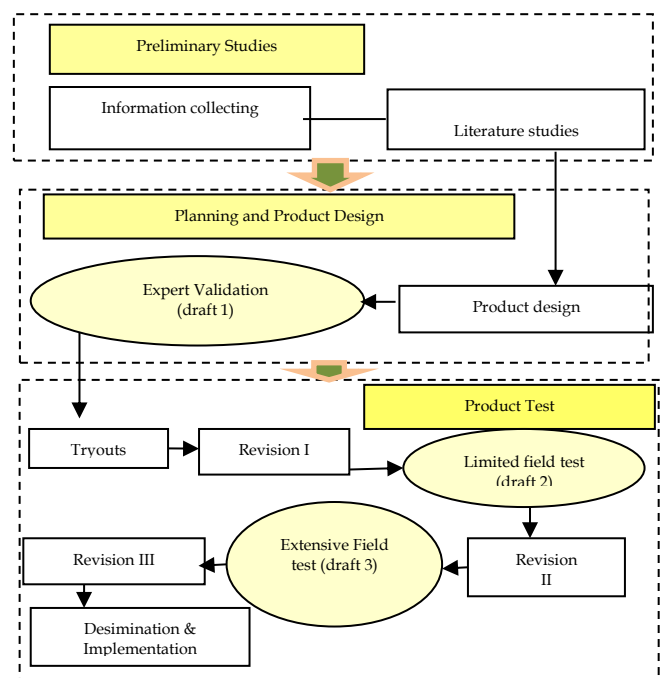 Preliminary Studies
Information collecting
Literature studies
Planning and Product Design
Expert Validation
(draft 1)
Product design
Product Test
Tryouts
Revision I
Limited field test
(draft 2)
Extensive Field
test (draft 3)
Revision III
Revision
II
Desimination &
Implementation